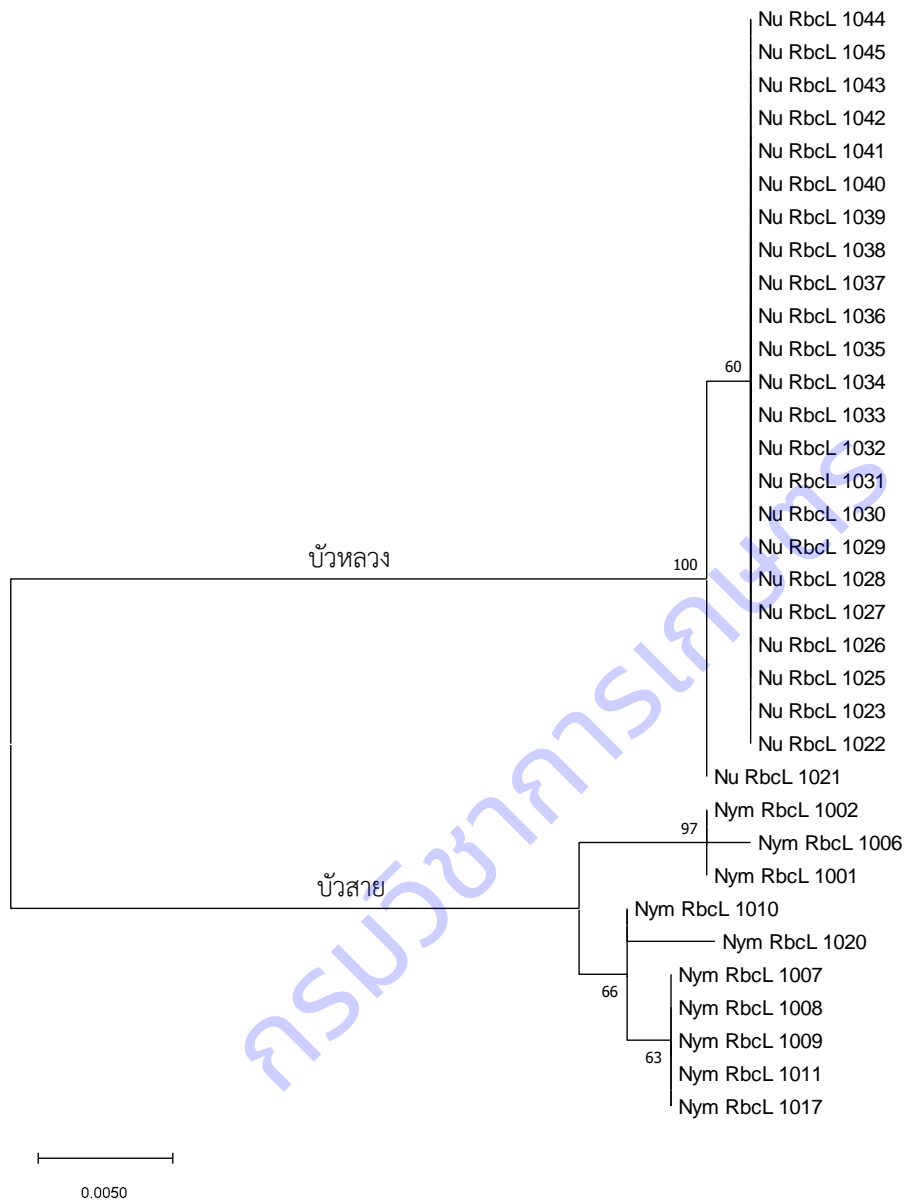 Nu RbcL 1044
Nu RbcL 1045
Nu RbcL 1043
Nu RbcL 1042
Nu RbcL 1041
Nu RbcL 1040
Nu RbcL 1039
Nu RbcL 1038
Nu RbcL 1037
Nu RbcL 1036
Nu RbcL 1035
60
Nu RbcL 1034
Nu RbcL 1033
Nu RbcL 1032
Nu RbcL 1031
Nu RbcL 1030
Nu RbcL 1029
บัวหลวง
100
Nu RbcL 1028
Nu RbcL 1027
Nu RbcL 1026
Nu RbcL 1025
Nu RbcL 1023
Nu RbcL 1022
Nu RbcL 1021
Nym RbcL 1002
97
Nym RbcL 1006
Nym RbcL 1001
บัวสาย
Nym RbcL 1010
Nym RbcL 1020
Nym RbcL 1007
66
Nym RbcL 1008
Nym RbcL 1009
63
Nym RbcL 1011
Nym RbcL 1017
0.0050
กรมวิชาการเกษตร